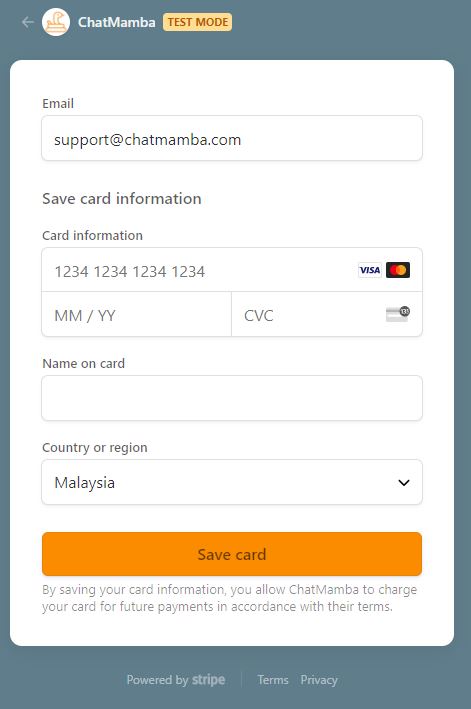 ChatMamba TEST MODE
Email
support@chatmamba.com
Save card information
Card information
1234 1234 1234 1234 VISA
MM / YY CVC 135
Name on card
Country or region
Malaysia
Save card
By saving your card information, you allow ChatMamba to charge
your card for future payments in accordance with their terms.
Powered by stripe Terms Privacy